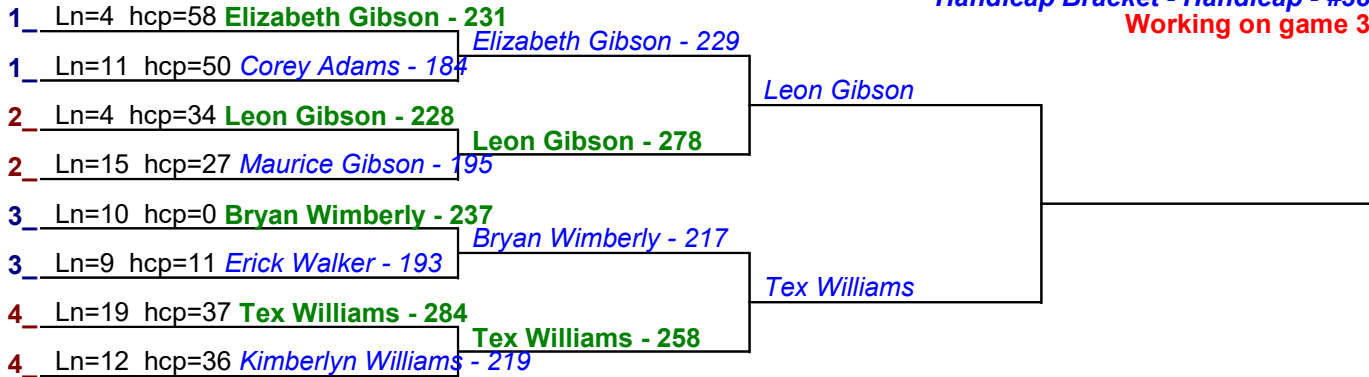 Handicap Bracket - Handicap -
Working on game 3
1_ Ln=4 hcp=58 Elizabeth Gibson - 231
Elizabeth Gibson - 229
1_ Ln=11 hcp=50 Corey Adams - 184
Leon Gibson
2_ Ln=4 hcp=34 Leon Gibson - 228
Leon Gibson - 278
2_ Ln=15 hcp=27 Maurice Gibson - 195
3_ Ln=10 hcp=0 Bryan Wimberly - 237
Bryan Wimberly - 217
3_ Ln=9 hcp=11 Erick Walker - 193
Tex Williams
4_ Ln=19 hcp=37 Tex Williams - 284
Tex Williams - 258
4_ Ln=12 hcp=36 Kimberlyn Williams - 219